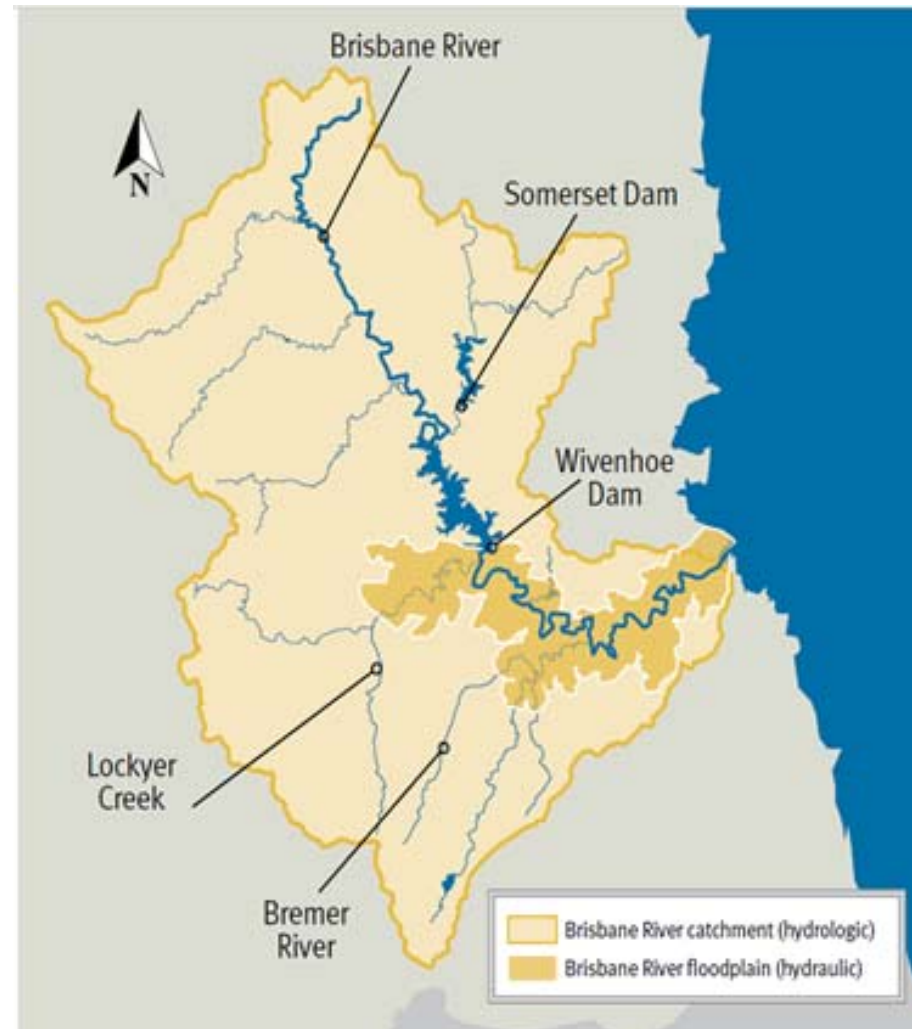 Brisbane River
N
Somerset Dam
Wivenhoe
Dam
Lockyer
Creek
Bremer
River
Brisbane River catchment (hydrologic)
Brisbane River floodplain (hydraulic)